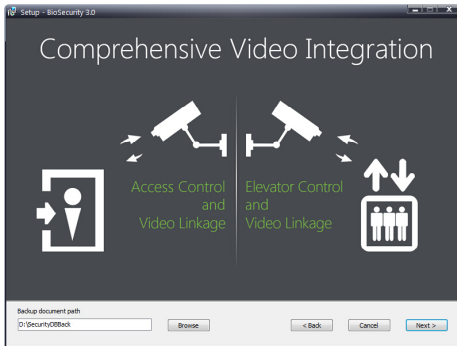 Setup - BioSecurity 3.0
Comprehensive Video Integration
Access Control
and
Video Linkage
Elevator Control
and
Video Linkage
Backup document path
D:\SecurityDBBack
Browse
< Back
Cancel
Next >